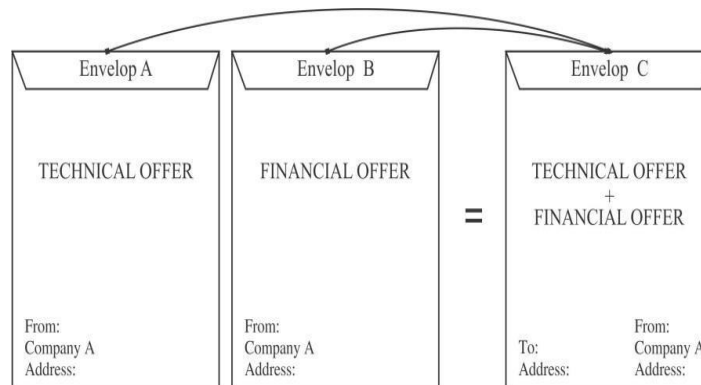 Envelop A
TECHNICAL OFFER
From:
Company A
Address:
Envelop B
FINANCIAL OFFER
From:
Company A
Address:
=
Envelop C
TECHNICAL OFFER
+
FINANCIAL OFFER
To:
Address:
From:
Company A
Address: